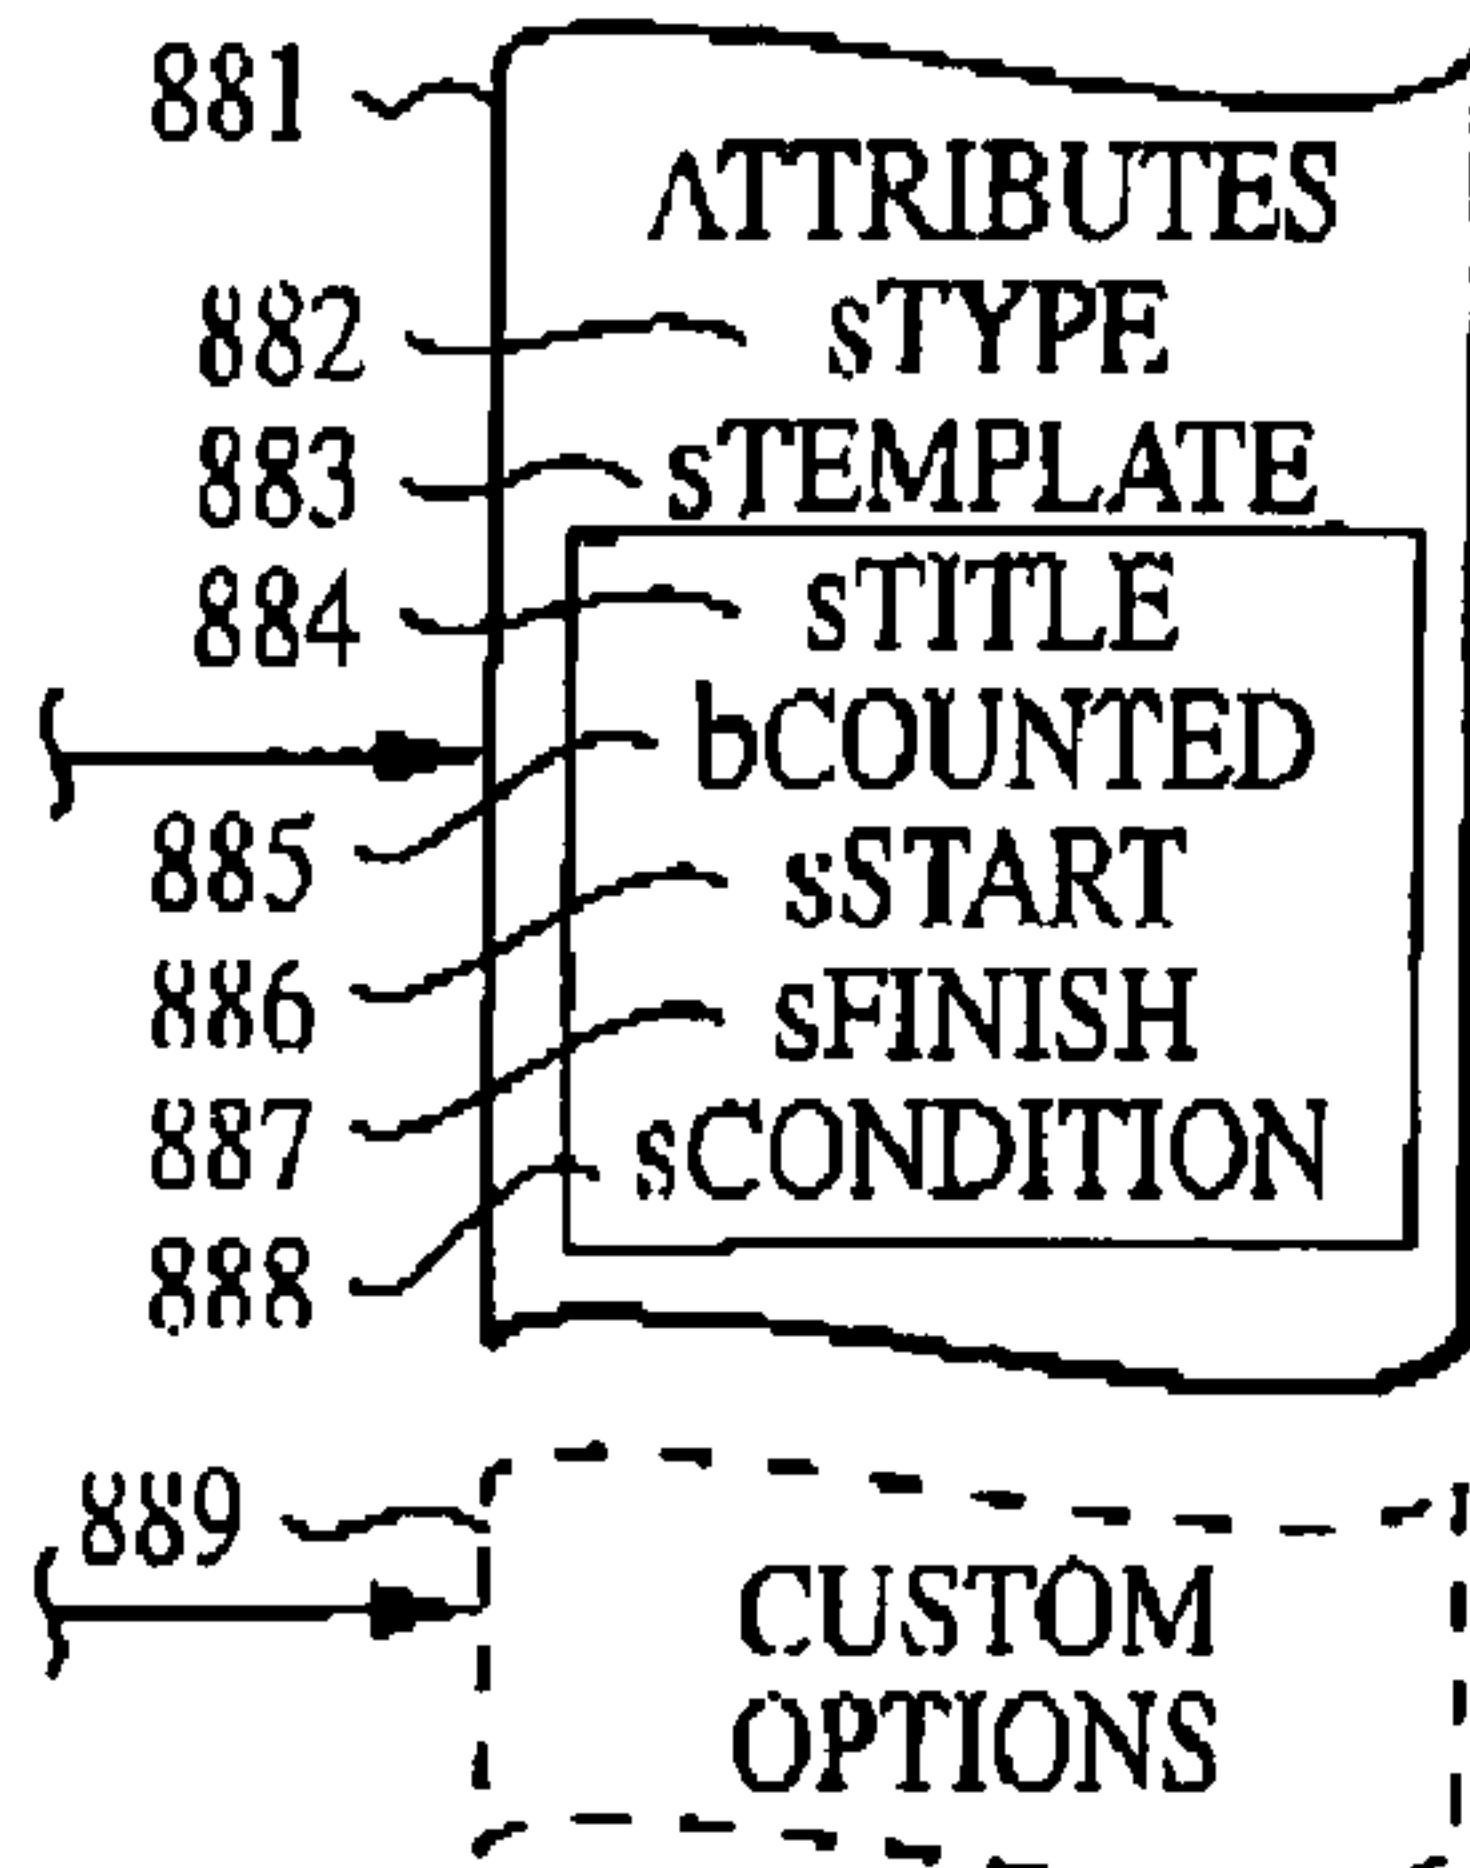 881
ATTRIBUTES
882 sTYPE
883 sTEMPLATE
884 sTITLE
885 bCOUNTED
886 sSTART
887 sFINISH
888 sCONDITION
889
CUSTOM
OPTIONS